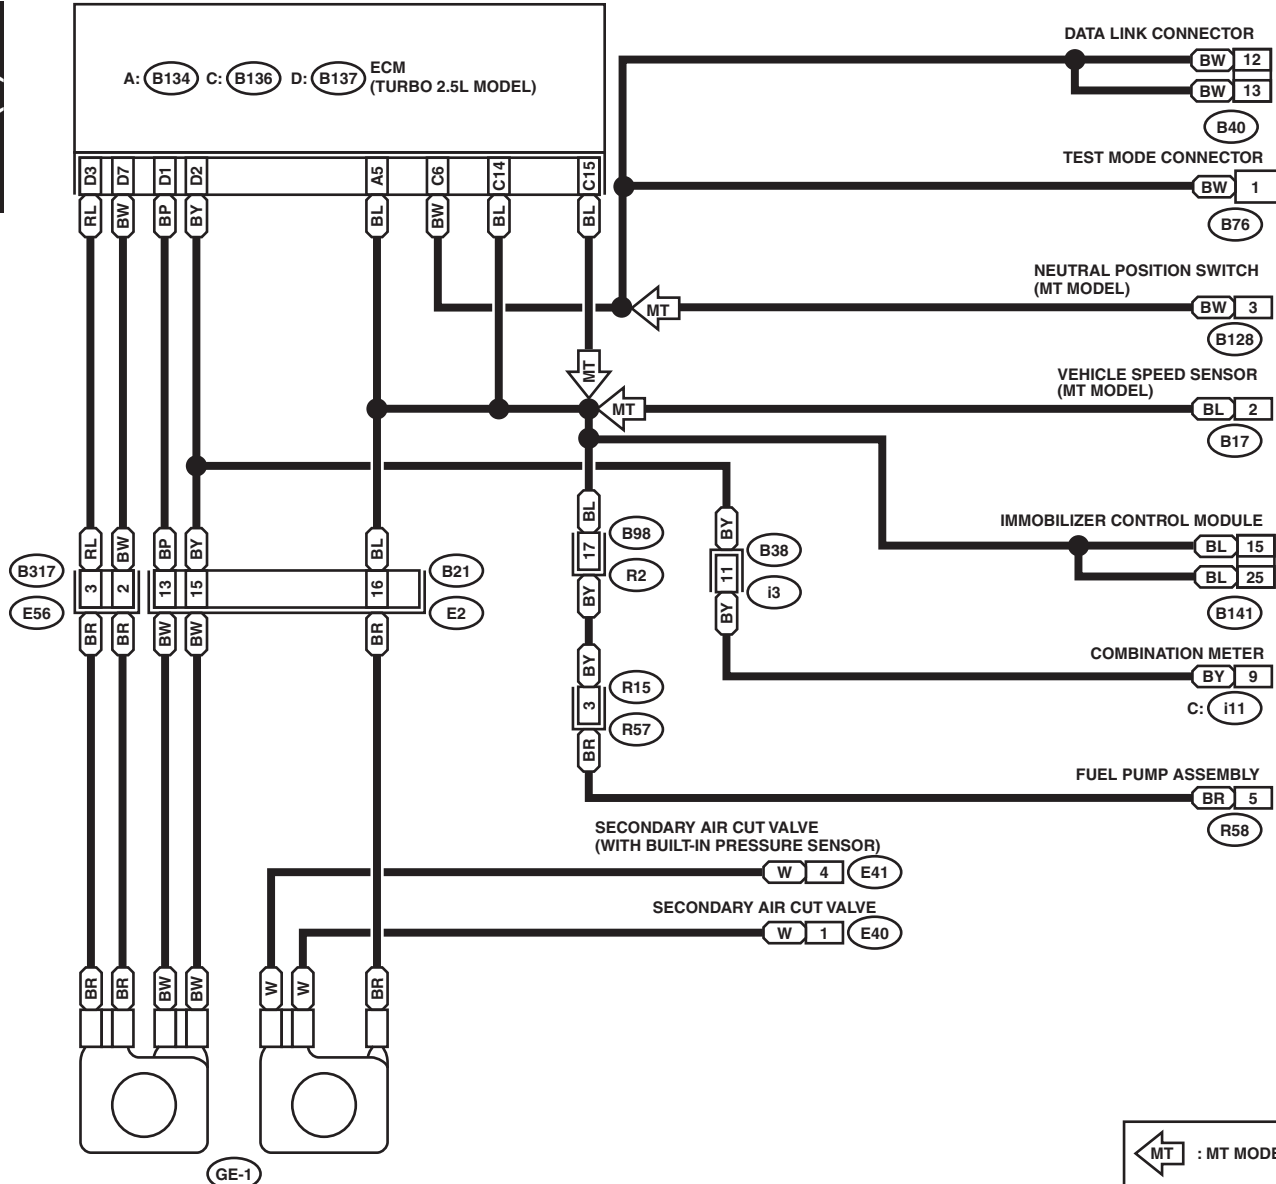 DATA LINK CONNECTOR
BW 12
BW 13
B40
A: B134 C: B136 D: B137 ECM
(TURBO 2.5L MODEL)
TEST MODE CONNECTOR
BW 1
B76
D3 D7 D1 D2 A5 C6 C14 C15
RL BW BP BY BL BW BL BL
NEUTRAL POSITION SWITCH
(MT MODEL)
MT
BW 3
B128
MT
VEHICLE SPEED SENSOR
(MT MODEL)
MT
BL 2
B17
IMMOBILIZER CONTROL MODULE
BL 15
BL 25
B141
BL
17
BY
B98
R2
BY
11
BY
B38
i3
RL BW BP BY BL
B317
3 2 13 15 16
B21
E56
E2
BR BR BW BW BR
COMBINATION METER
BY 9
C: i11
BY
3
BR
R15
R57
FUEL PUMP ASSEMBLY
BR 5
R58
SECONDARY AIR CUT VALVE
(WITH BUILT-IN PRESSURE SENSOR)
W 4 E41
SECONDARY AIR CUT VALVE
W 1 E40
BR BR BW BW W W BR
GE-1
MT : MT MODE